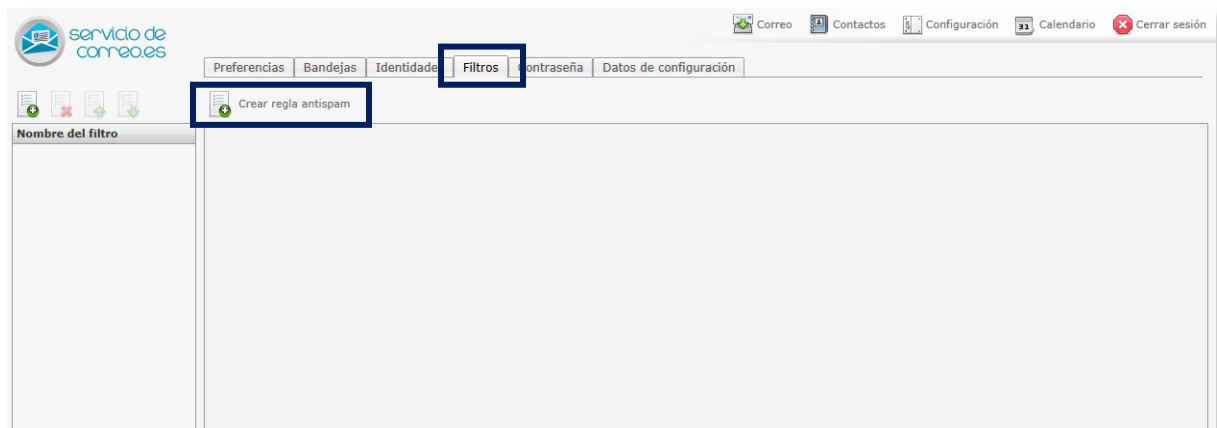 servicio de
correo.es
Correo Contactos Configuración 31 Calendario Cerrar sesión
Preferencias Bandejas Identidade Filtros ontraseña Datos de configuración
Crear regla antispam
Nombre del filtro